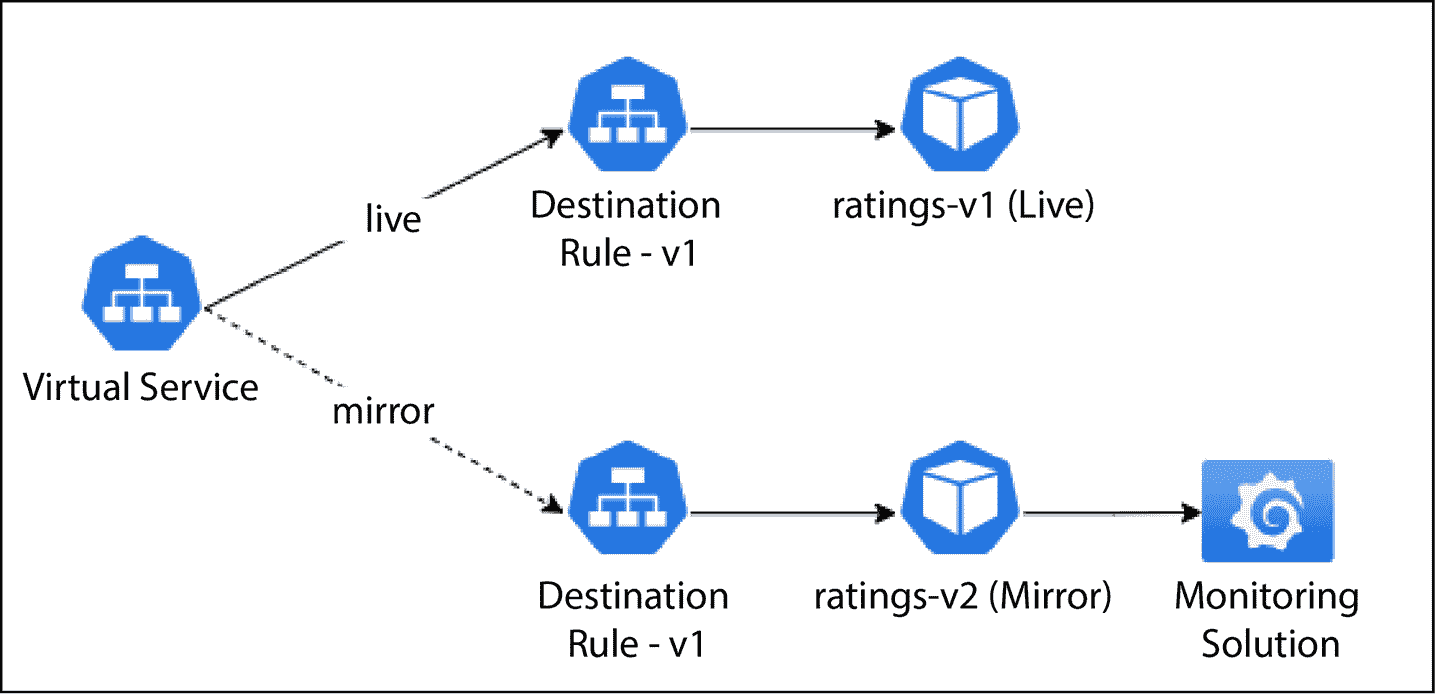 live
Destination
Rule - v1
ratings-v1 (Live)
Virtual Service
mirror
Destination
Rule - v1
ratings-v2 (Mirror)
Monitoring
Solution